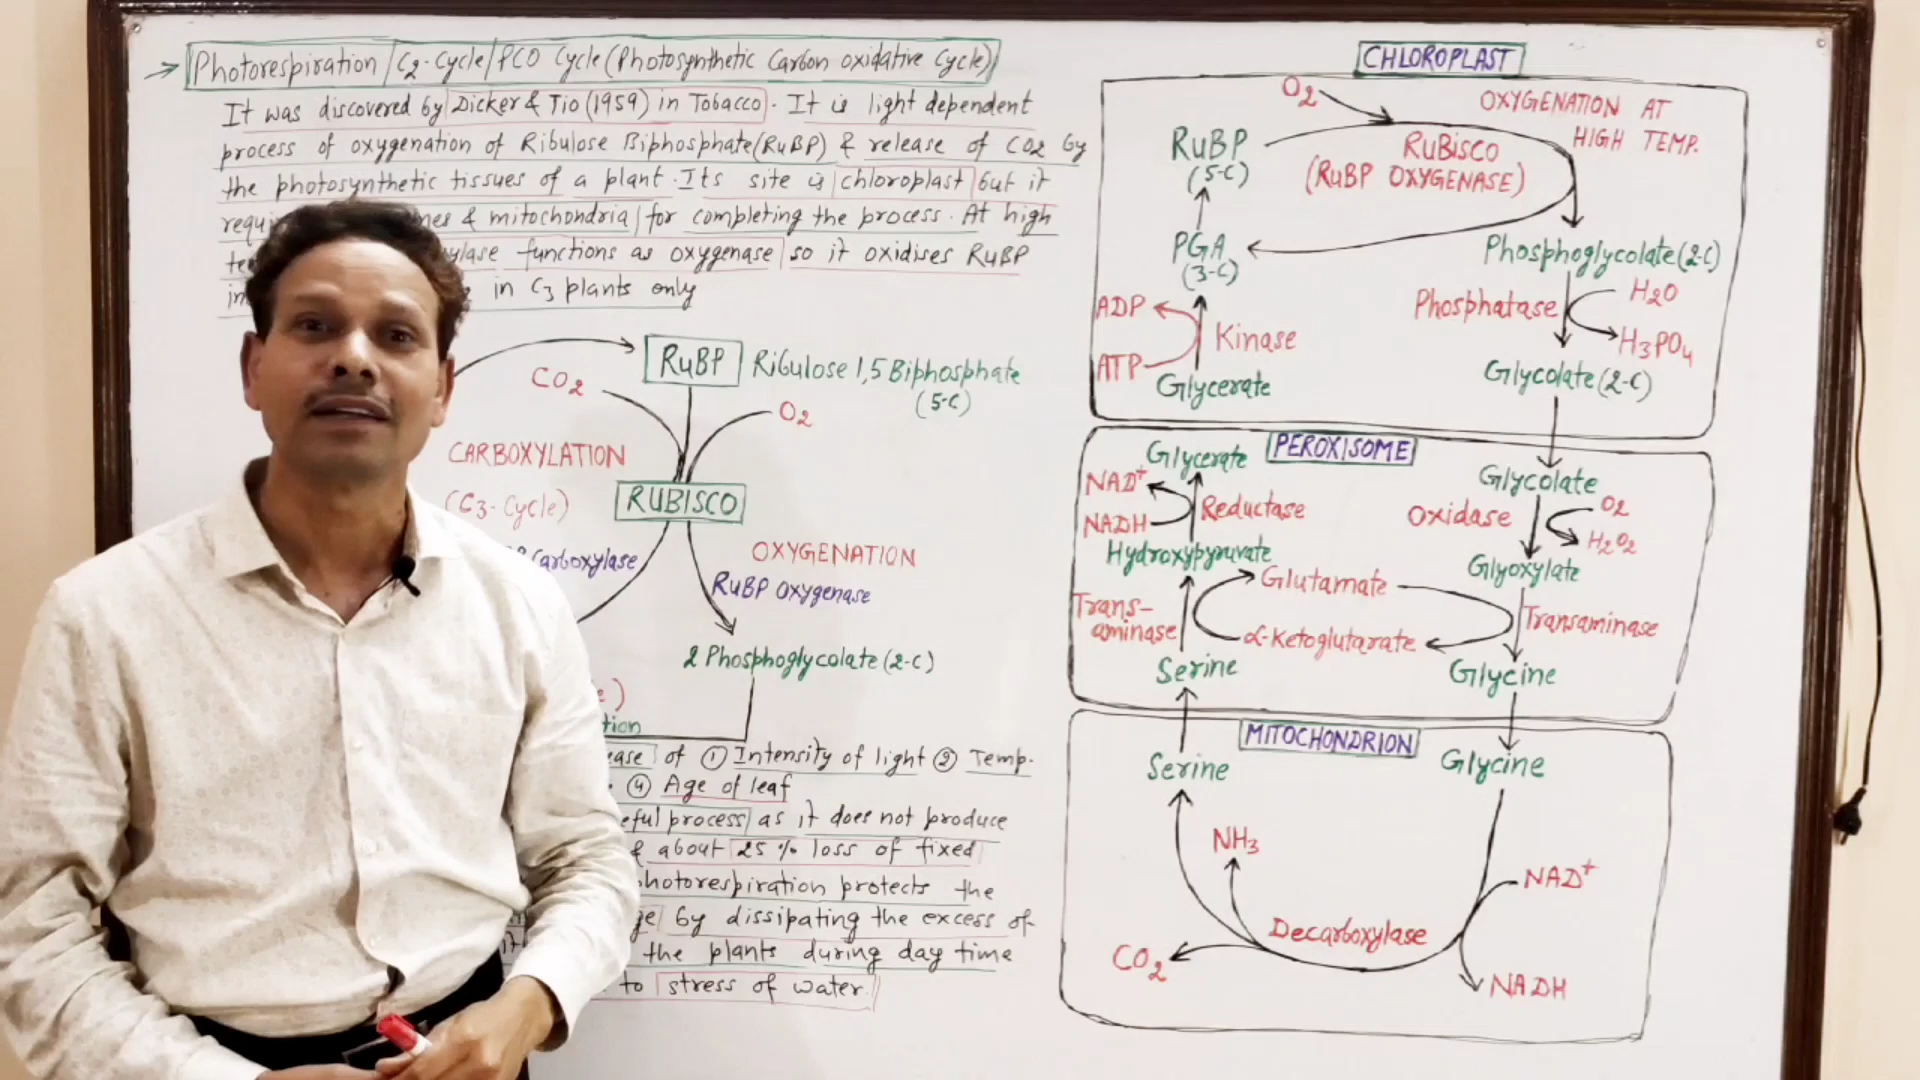 Photorespiration/C2-Cycle/PCO Cycle (Photosynthetic Carbon oxidative Cycle)
It was discovered by Dicker & Tio (1959) in Tobacco. It is light dependent
process of oxygenation of Ribulose Biphosphate (RuBP) & release of CO2 by
the photosynthetic tissues of a plant. Its site is chloroplast but it
& mitochondria for completing the process. At high
functions as oxygenase so it oxidises RuBP
in C3 plants only
RuBP Ribulose 1,5 Biphosphate
(5-C)
CO2
O2
CARBOXYLATION
(C3-Cycle)
RUBISCO
OXYGENATION
Carboxylase
RuBP Oxygenase
2 Phosphoglycolate (2-C)
of ① Intensity of light ② Temp.
④ Age of leaf
process as it does not produce
& about 25% loss of fixed
photorespiration protects the
by dissipating the excess of
the plants during day time
to stress of water.
CHLOROPLAST
O2
OXYGENATION AT
HIGH TEMP.
RuBP
(5-C)
RUBISCO
(RuBP OXYGENASE)
PGA
(3-C)
Phosphoglycolate (2-C)
ADP
Kinase
ATP
Phosphatase
H2O
H3PO4
Glycerate
Glycolate (2-C)
PEROXISOME
Glycerate
NAD+
Reductase
NADH
Glycolate
Oxidase
O2
H2O2
Hydroxypyruvate
Glyoxylate
Trans-
aminase
Glutamate
α-Ketoglutarate
Transaminase
Serine
Glycine
MITOCHONDRION
Serine
Glycine
NH3
NAD+
Decarboxylase
CO2
NADH